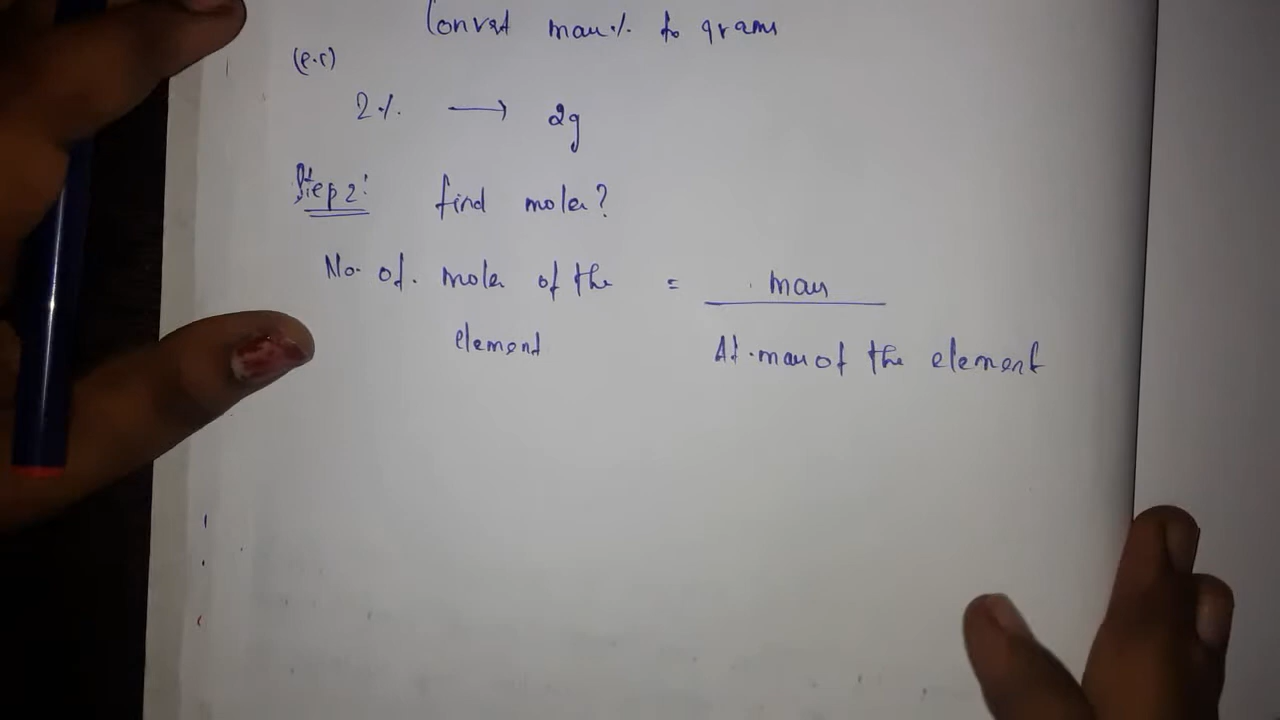 Convert mass% to grams
(e.r)
2% → 2g
Step 2: find moles?
No. of. moles of the = mass
element At.mass of the element